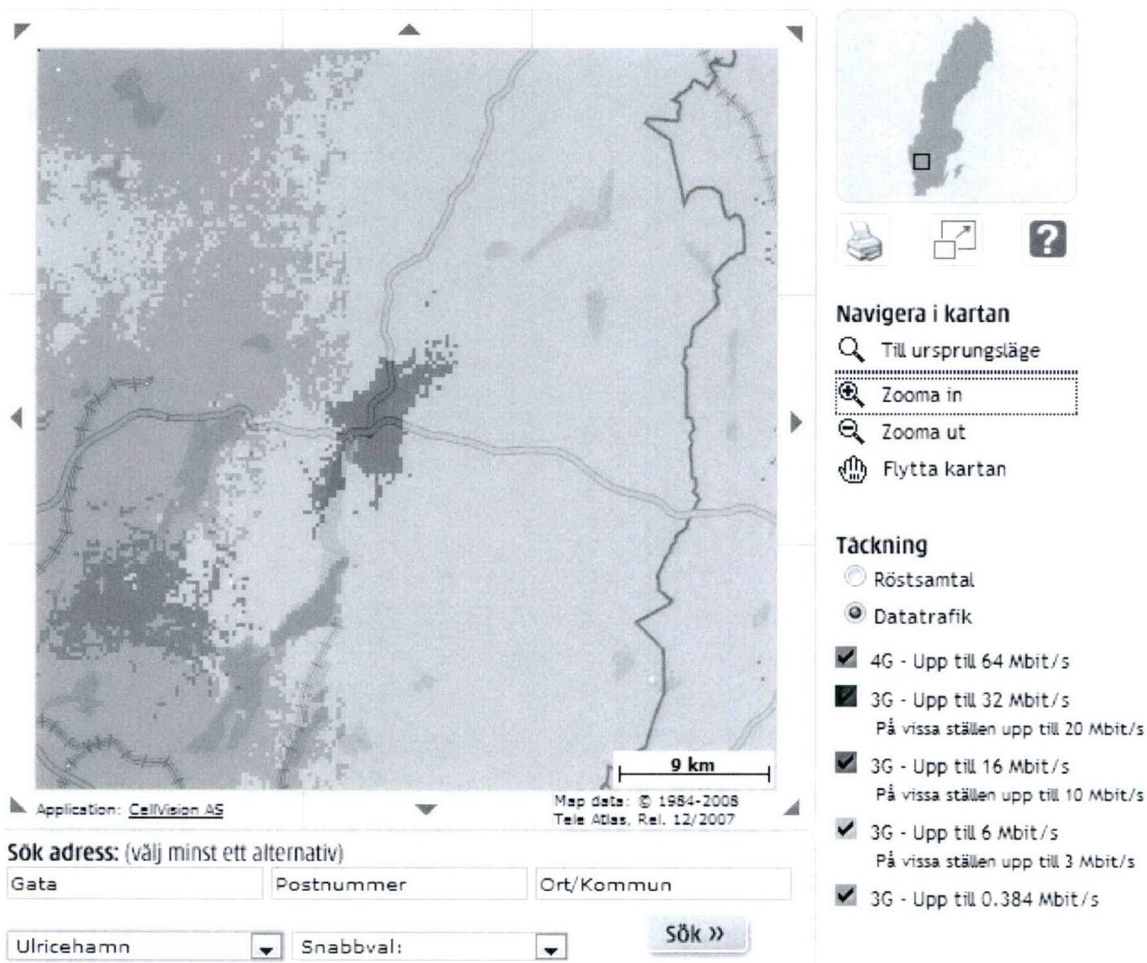 9 km
Application: CellVision AS
Map data: © 1984-2008
Tele Atlas, Rel. 12/2007
Sök adress: (välj minst ett alternativ)
Gata
Postnummer
Ort/Kommun
Ulricehamn
Snabbval:
Sök »
?
Navigera i kartan
Till ursprungsläge
Zooma in
Zooma ut
Flytta kartan
Täckning
Röstsamtal
Datatrafik
4G - Upp till 64 Mbit/s
3G - Upp till 32 Mbit/s
På vissa ställen upp till 20 Mbit/s
3G - Upp till 16 Mbit/s
På vissa ställen upp till 10 Mbit/s
3G - Upp till 6 Mbit/s
På vissa ställen upp till 3 Mbit/s
3G - Upp till 0.384 Mbit/s